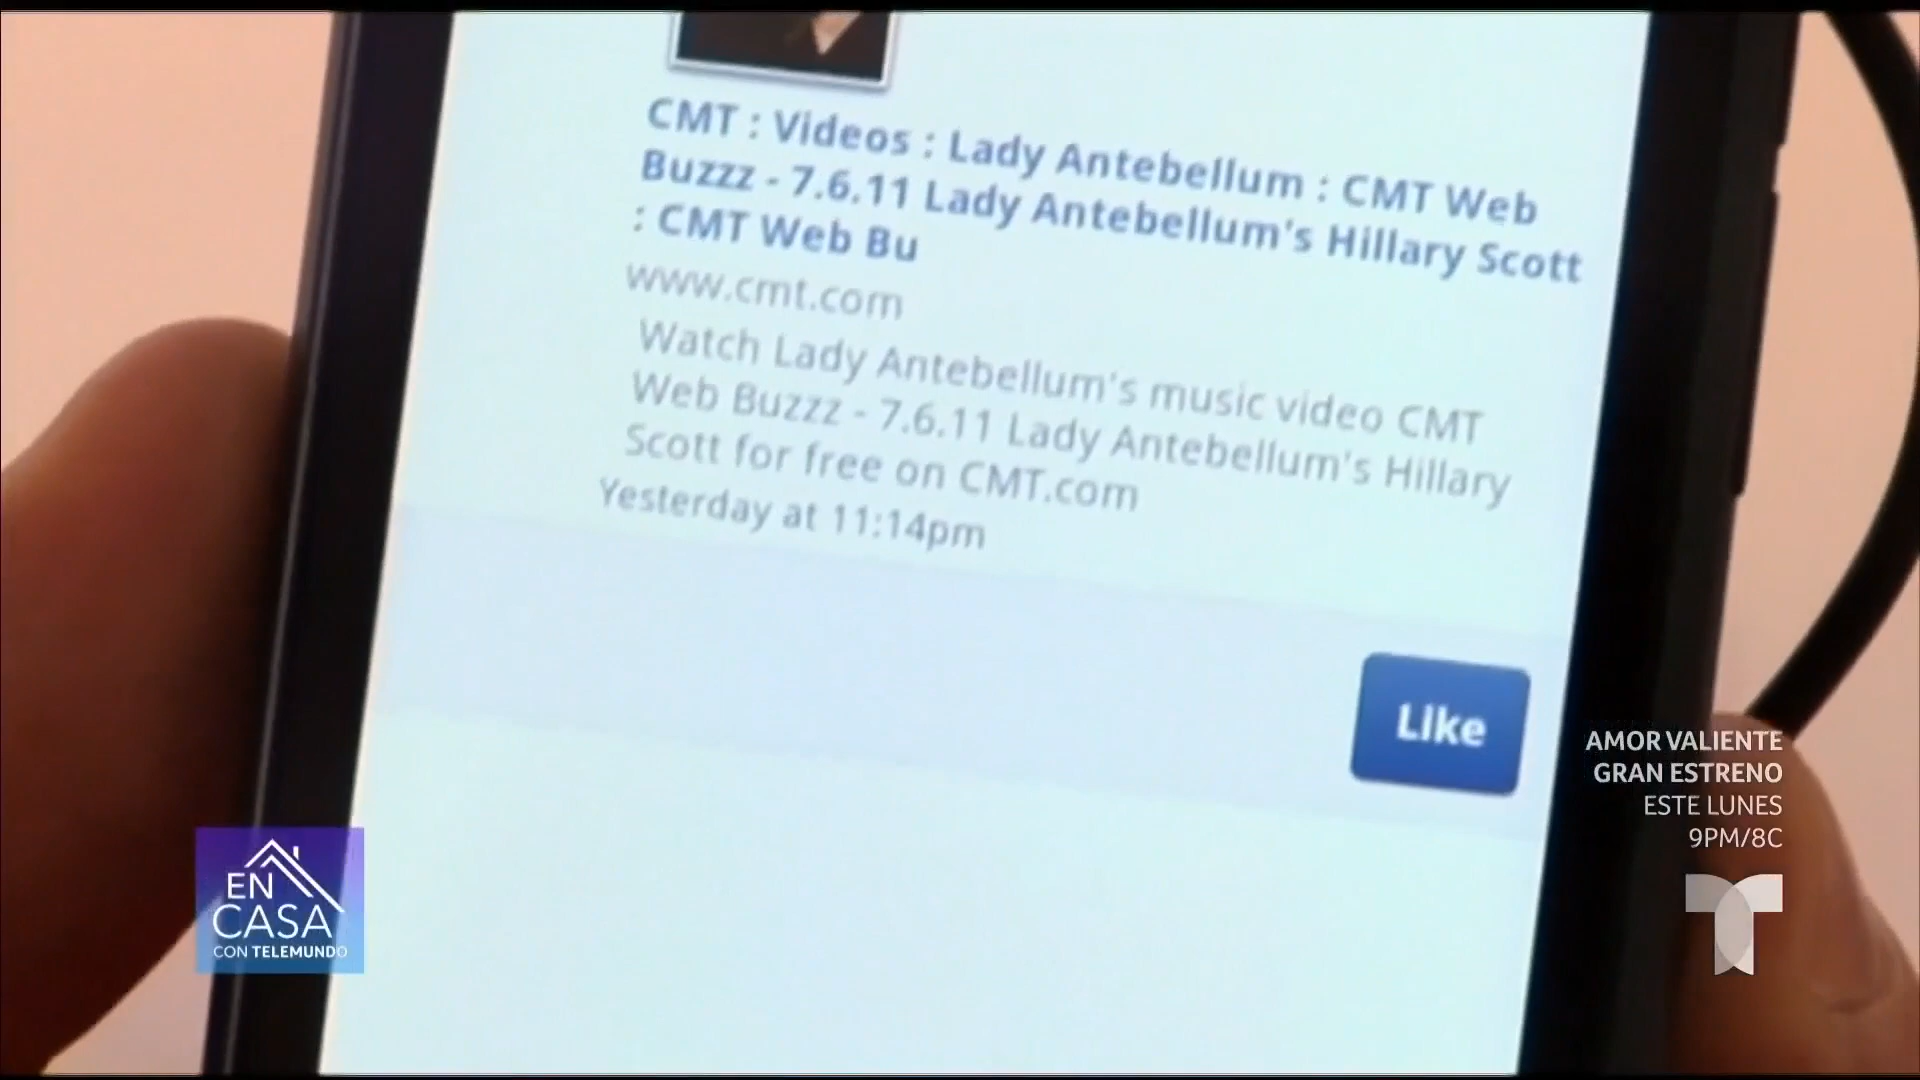 CMT : Videos : Lady Antebellum : CMT Web
Buzzz - 7.6.11 Lady Antebellum's Hillary Scott
: CMT Web Bu
www.cmt.com
Watch Lady Antebellum's music video CMT
Web Buzzz - 7.6.11 Lady Antebellum's Hillary
Scott for free on CMT.com
Yesterday at 11:14pm
Like
AMOR VALIENTE
GRAN ESTRENO
ESTE LUNES
9PM/8C
EN
CASA
CON TELEMUNDO